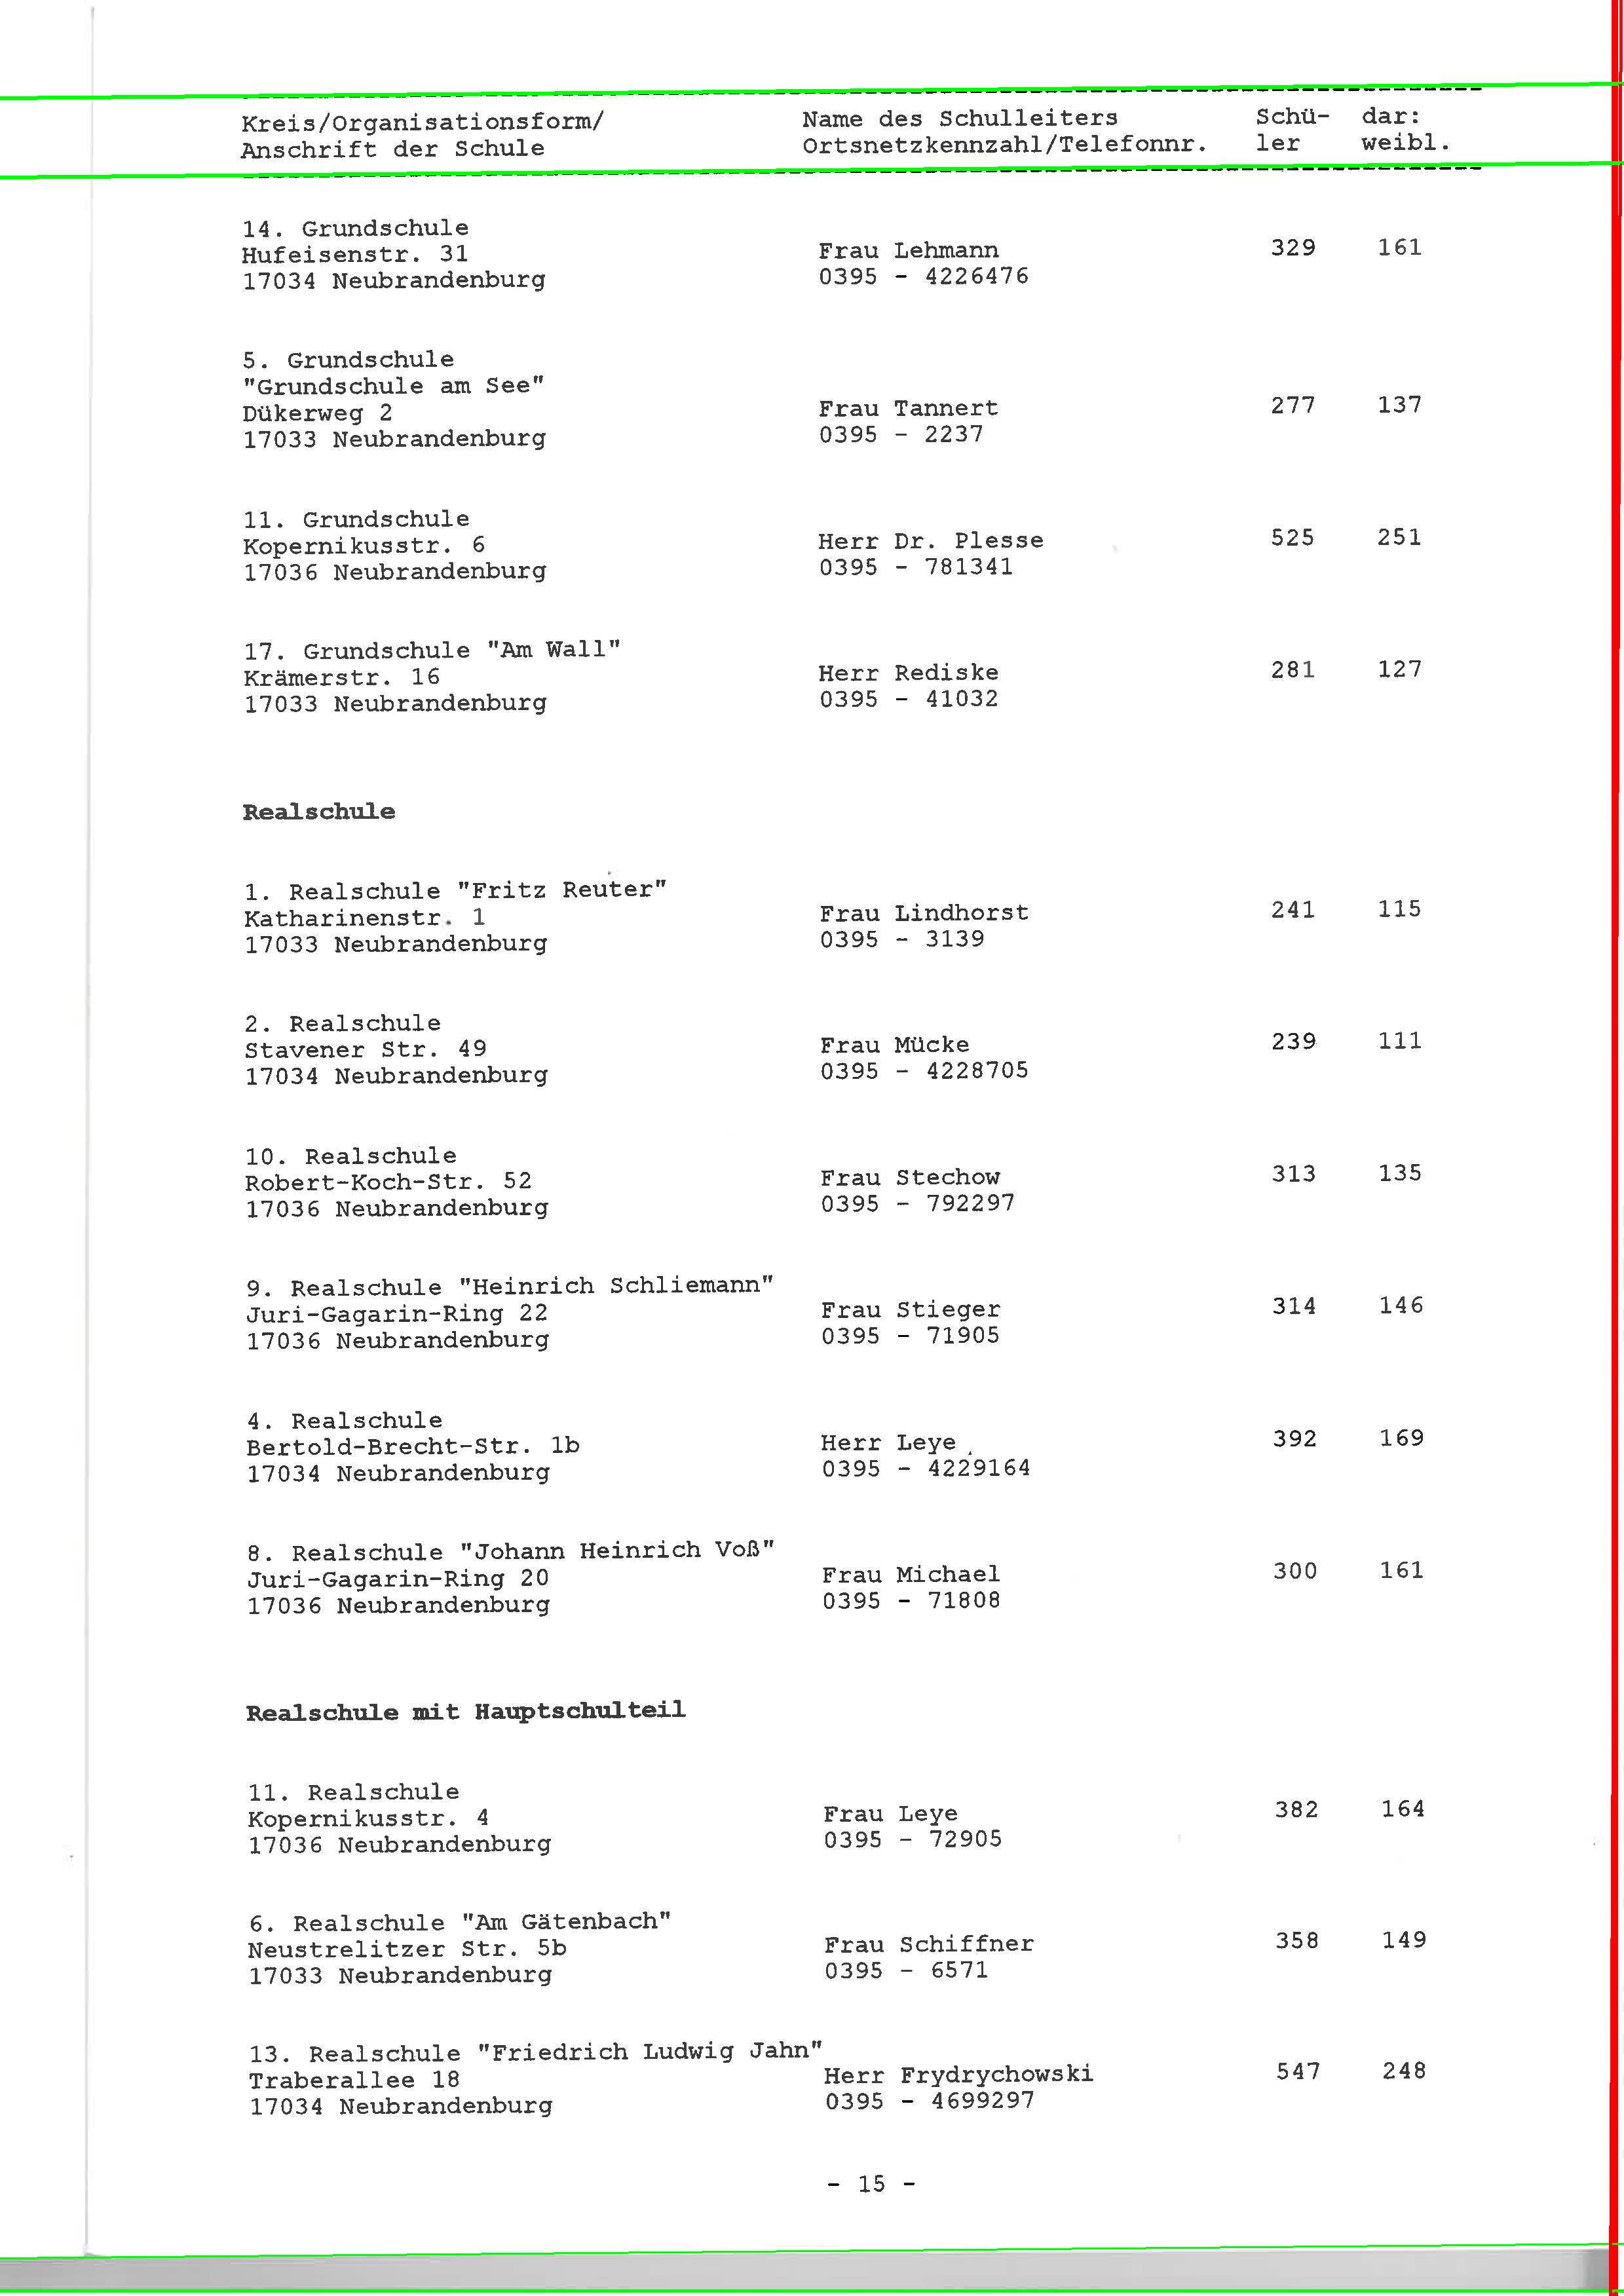 Kreis/Organisationsform/ Name des Schulleiters Schü- dar:
Anschrift der Schule Ortsnetzkennzahl/Telefonnr. ler weibl.
14. Grundschule
Hufeisenstr. 31 Frau Lehmann 329 161
17034 Neubrandenburg 0395 - 4226476
5. Grundschule
"Grundschule am See"
Dükerweg 2 Frau Tannert 277 137
17033 Neubrandenburg 0395 - 2237
11. Grundschule
Kopernikusstr. 6 Herr Dr. Plesse 525 251
17036 Neubrandenburg 0395 - 781341
17. Grundschule "Am Wall"
Krämerstr. 16 Herr Rediske 281 127
17033 Neubrandenburg 0395 - 41032
Realschule
1. Realschule "Fritz Reuter"
Katharinenstr. 1 Frau Lindhorst 241 115
17033 Neubrandenburg 0395 - 3139
2. Realschule
Stavener Str. 49 Frau Mücke 239 111
17034 Neubrandenburg 0395 - 4228705
10. Realschule
Robert-Koch-Str. 52 Frau Stechow 313 135
17036 Neubrandenburg 0395 - 792297
9. Realschule "Heinrich Schliemann"
Juri-Gagarin-Ring 22 Frau Stieger 314 146
17036 Neubrandenburg 0395 - 71905
4. Realschule
Bertold-Brecht-Str. 1b Herr Leye 392 169
17034 Neubrandenburg 0395 - 4229164
8. Realschule "Johann Heinrich Voß"
Juri-Gagarin-Ring 20 Frau Michael 300 161
17036 Neubrandenburg 0395 - 71808
Realschule mit Hauptschulteil
11. Realschule
Kopernikusstr. 4 Frau Leye 382 164
17036 Neubrandenburg 0395 - 72905
6. Realschule "Am Gätenbach"
Neustrelitzer Str. 5b Frau Schiffner 358 149
17033 Neubrandenburg 0395 - 6571
13. Realschule "Friedrich Ludwig Jahn"
Traberallee 18 Herr Frydrychowski 547 248
17034 Neubrandenburg 0395 - 4699297
- 15 -